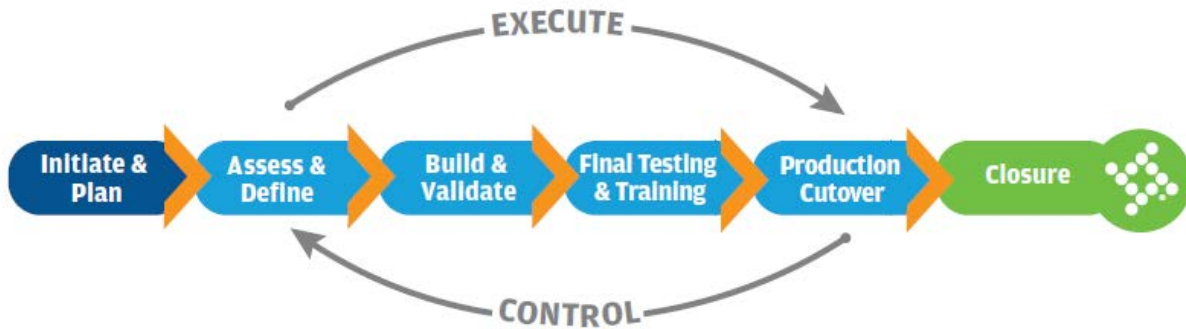 EXECUTE
Initiate &
Plan
Assess &
Define
Build &
Validate
Final Testing
& Training
Production
Cutover
Closure
CONTROL